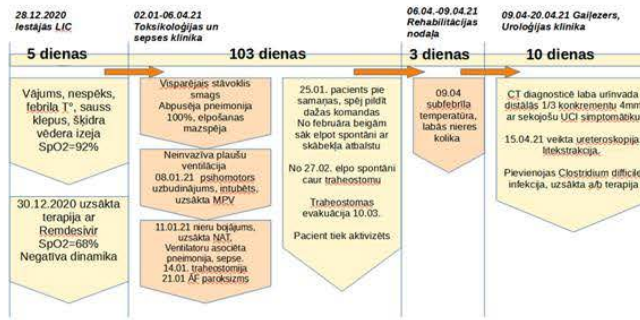 28.12.2020
Iestājās LIC
5 dienas
Vājums, nespēks,
febrila T°, sauss
klepus, šķidra
vēdera izeja
SpO2=92%
30.12.2020 uzsākta
terapija ar
Remdesivir
SpO2=68%
Negatīva dinamika
02.01-06.04.21
Toksikoloģijas un
sepses klinika
103 dienas
Visparējais stāvoklis
smags
Abpusēja pneimonija
100%, elpošanas
mazspēja
Neinvazīva plaušu
ventilācija
08.01.21 psihomotors
uzbudinājums, intubēts,
uzsākta MPV
11.01.21 nieru bojājums,
uzsākta NAT.
Ventilatoru asociēta
pneimonija, sepse.
14.01. traheostomija
21.01 ĀF paroksizms
25.01. pacients pie
samaņas, spēj pildīt
dažas komandas
No februāra beigām
sāk elpot spontāni ar
skābekļa atbalstu
No 27.02. elpo spontāni
caur traheostomu
Traheostomas
evakuācija 10.03.
Pacient tiek aktivizēts
06.04.-09.04.21
Rehabilitācijas
nodaļa
3 dienas
09.04
subfebrīla
temperatūra,
labās nieres
kolika
09.04-20.04.21 Gaiļezers,
Uroloģijas klinika
10 dienas
CT diagnosticē laba urīnvada
distālās 1/3 konkrementu 4mm
ar sekojošu UCI simptomātiku
15.04.21 veikta ureteroskopija
litekstrakcija.
Pievienojas Clostridium difficile
infekcija, uzsākta a/b terapija